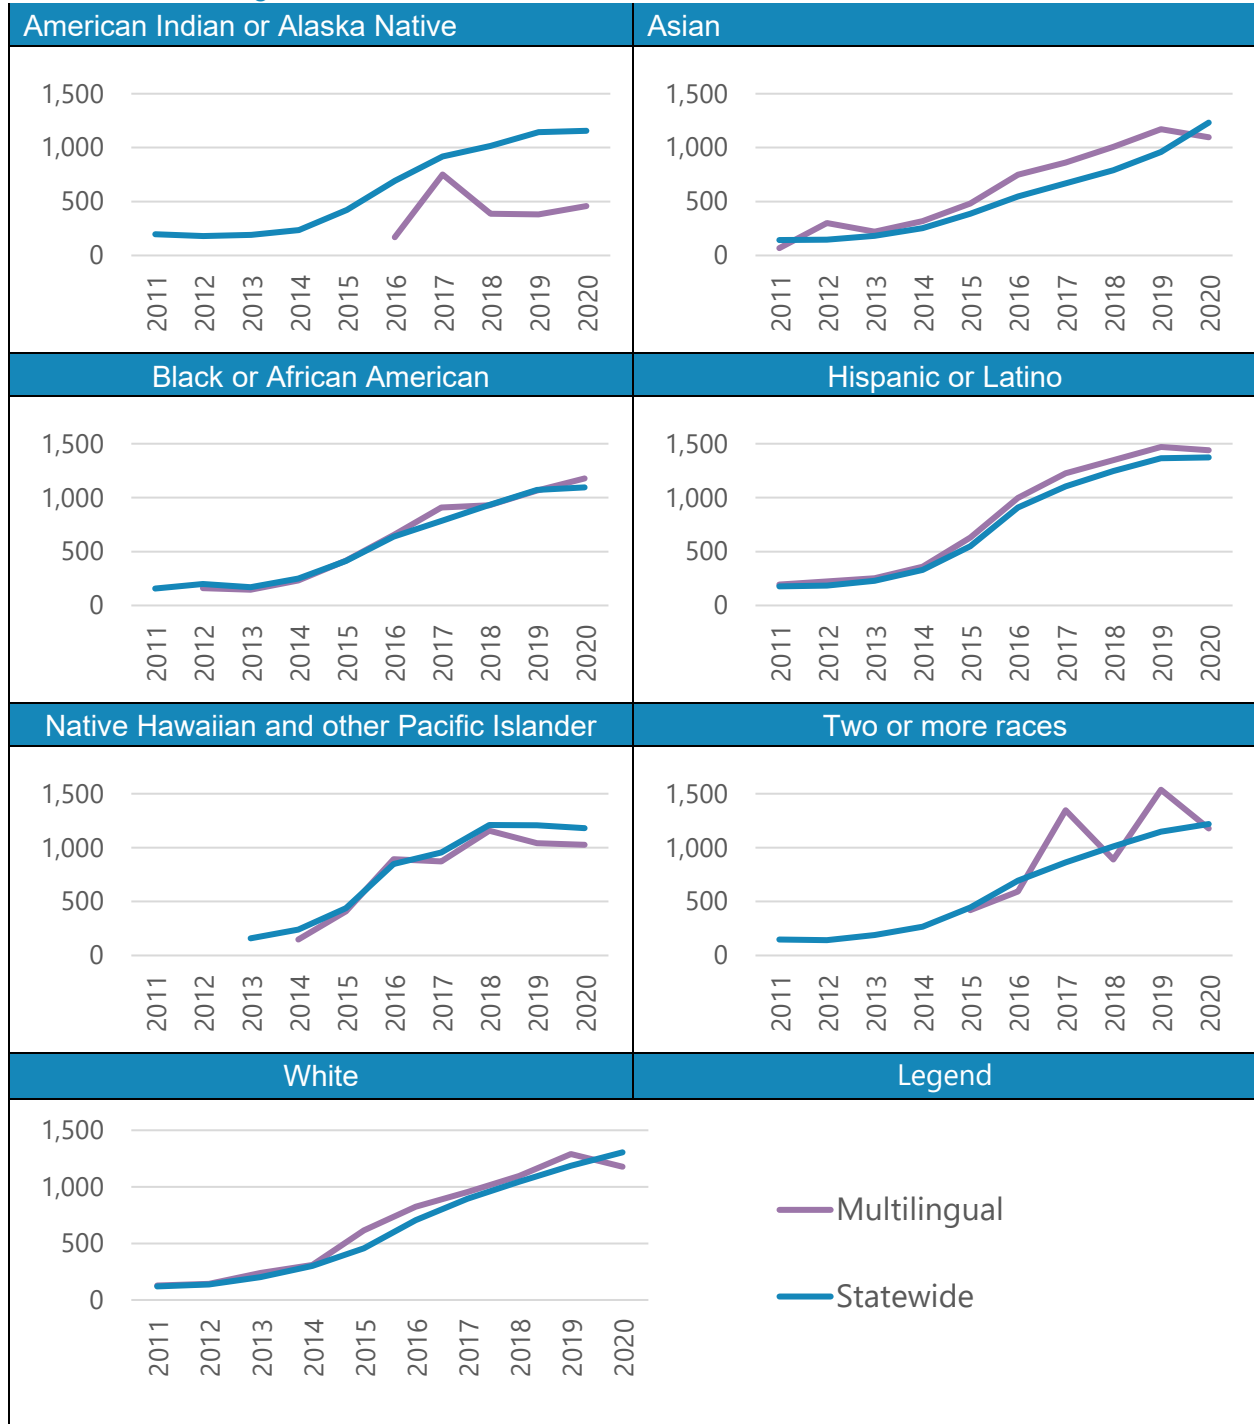 American Indian or Alaska Native
Asian
1,500
1,000
500
0
2011 2012 2013 2014 2015 2016 2017 2018 2019 2020
1,500
1,000
500
0
2011 2012 2013 2014 2015 2016 2017 2018 2019 2020
Black or African American
Hispanic or Latino
1,500
1,000
500
0
2011 2012 2013 2014 2015 2016 2017 2018 2019 2020
1,500
1,000
500
0
2011 2012 2013 2014 2015 2016 2017 2018 2019 2020
Native Hawaiian and other Pacific Islander
Two or more races
1,500
1,000
500
0
2011 2012 2013 2014 2015 2016 2017 2018 2019 2020
1,500
1,000
500
0
2011 2012 2013 2014 2015 2016 2017 2018 2019 2020
White
Legend
1,500
1,000
500
0
2011 2012 2013 2014 2015 2016 2017 2018 2019 2020
Multilingual
Statewide